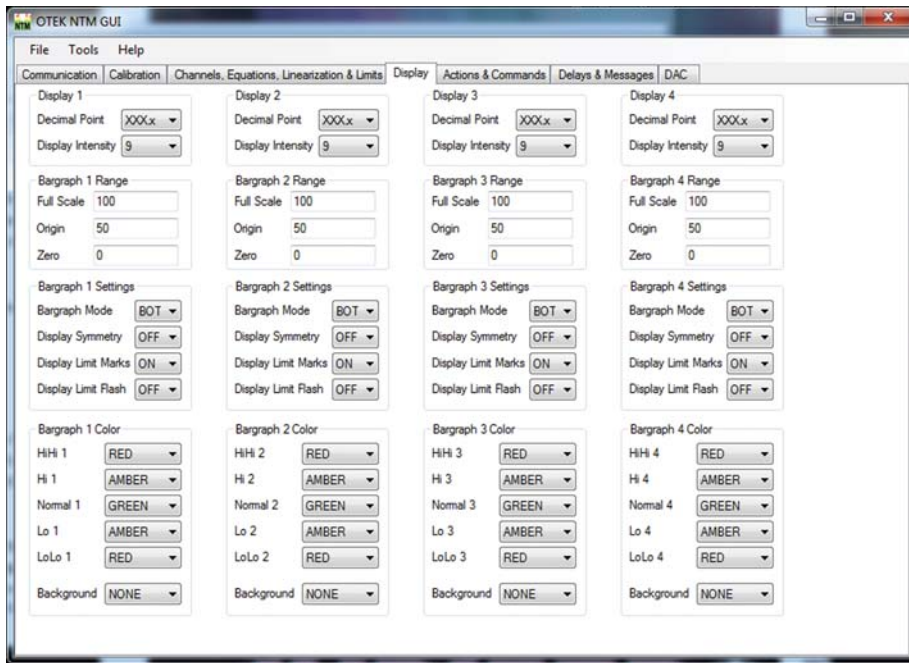 NTM OTEK NTM GUI
File Tools Help
Communication Calibration Channels, Equations, Linearization & Limits Display Actions & Commands Delays & Messages DAC
Display 1 Display 2 Display 3 Display 4
Decimal Point XXX.x Decimal Point XXX.x Decimal Point XXX.x Decimal Point XXX.x
Display Intensity 9 Display Intensity 9 Display Intensity 9 Display Intensity 9
Bargraph 1 Range Bargraph 2 Range Bargraph 3 Range Bargraph 4 Range
Full Scale 100 Full Scale 100 Full Scale 100 Full Scale 100
Origin 50 Origin 50 Origin 50 Origin 50
Zero 0 Zero 0 Zero 0 Zero 0
Bargraph 1 Settings Bargraph 2 Settings Bargraph 3 Settings Bargraph 4 Settings
Bargraph Mode BOT Bargraph Mode BOT Bargraph Mode BOT Bargraph Mode BOT
Display Symmetry OFF Display Symmetry OFF Display Symmetry OFF Display Symmetry OFF
Display Limit Marks ON Display Limit Marks ON Display Limit Marks ON Display Limit Marks ON
Display Limit Flash OFF Display Limit Flash OFF Display Limit Flash OFF Display Limit Flash OFF
Bargraph 1 Color Bargraph 2 Color Bargraph 3 Color Bargraph 4 Color
HiHi 1 RED HiHi 2 RED HiHi 3 RED HiHi 4 RED
Hi 1 AMBER Hi 2 AMBER Hi 3 AMBER Hi 4 AMBER
Normal 1 GREEN Normal 2 GREEN Normal 3 GREEN Normal 4 GREEN
Lo 1 AMBER Lo 2 AMBER Lo 3 AMBER Lo 4 AMBER
LoLo 1 RED LoLo 2 RED LoLo 3 RED LoLo 4 RED
Background NONE Background NONE Background NONE Background NONE